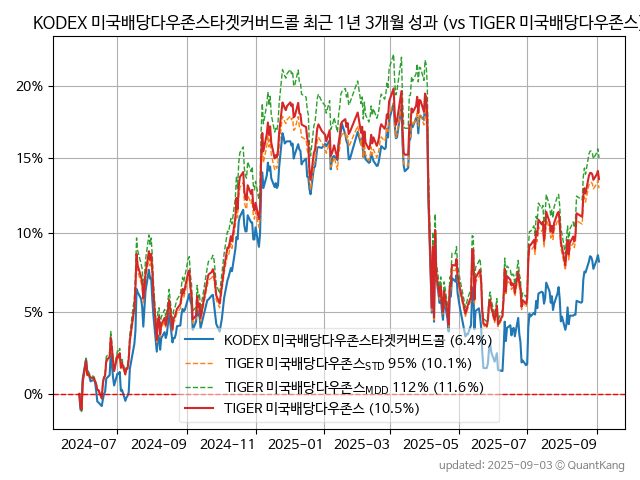 KODEX 미국배당다우존스타겟커버드콜 최근 1년 3개월 성과 (vs TIGER 미국배당다우존스)
20%
15%
10%
5%
0%
KODEX 미국배당다우존스타겟커버드콜 (6.4%)
TIGER 미국배당다우존스STD 95% (10.1%)
TIGER 미국배당다우존스MDD 112% (11.6%)
TIGER 미국배당다우존스 (10.5%)
2024-07 2024-09 2024-11 2025-01 2025-03 2025-05 2025-07 2025-09
updated: 2025-09-03 © QuantKang